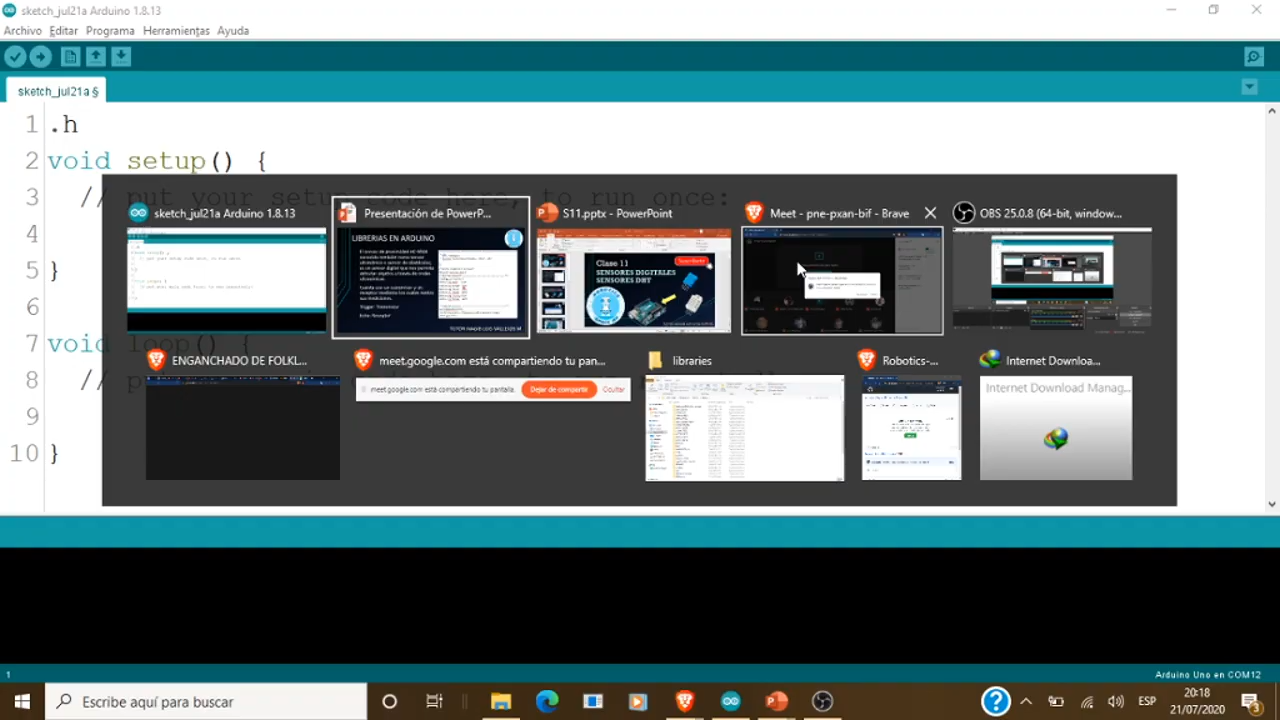 sketch_jul21a Arduino 1.8.13
Archivo Editar Programa Herramientas Ayuda
sketch_jul21a §
1 .h
2 void setup() {
3 // put your setup code here, to run once:
4
5 }
6
7 void loop()
8 // p
sketch_jul21a Arduino 1.8.13
Presentación de PowerP...
S11.pptx - PowerPoint
Meet - pne-pxan-bif - Brave
OBS 25.0.8 (64-bit, window...
LIBRERIAS EN ARDUINO
Clase 11
SENSORES DIGITALES
SENSORES DHT
ENGANCHADO DE FOLKL...
meet.google.com está compartiendo tu pan...
libraries
Robotics-...
Internet Downloa...
meet.google.com está compartiendo tu pantalla.
Dejar de compartir
Ocultar
Internet Download Manag...
1
Arduino Uno en COM12
Escribe aquí para buscar
ESP
20:18
21/07/2020
3